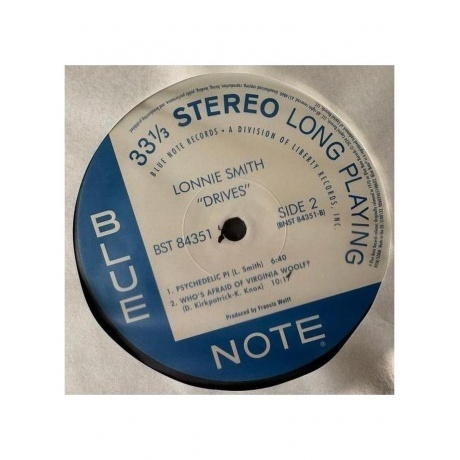 33⅓ STEREO LONG PLAYING
BLUE NOTE RECORDS • A DIVISION OF LIBERTY RECORDS, INC.
LONNIE SMITH
"DRIVES"
BST 84351
SIDE 2
(BNST 84351-B)
1. PSYCHEDELIC PI (L. Smith) 6:40
2. WHO'S AFRAID OF VIRGINIA WOOLF?
(D. Kirkpatrick-K. Knox) 10:17
Produced by Francis Wolff
BLUE
NOTE®